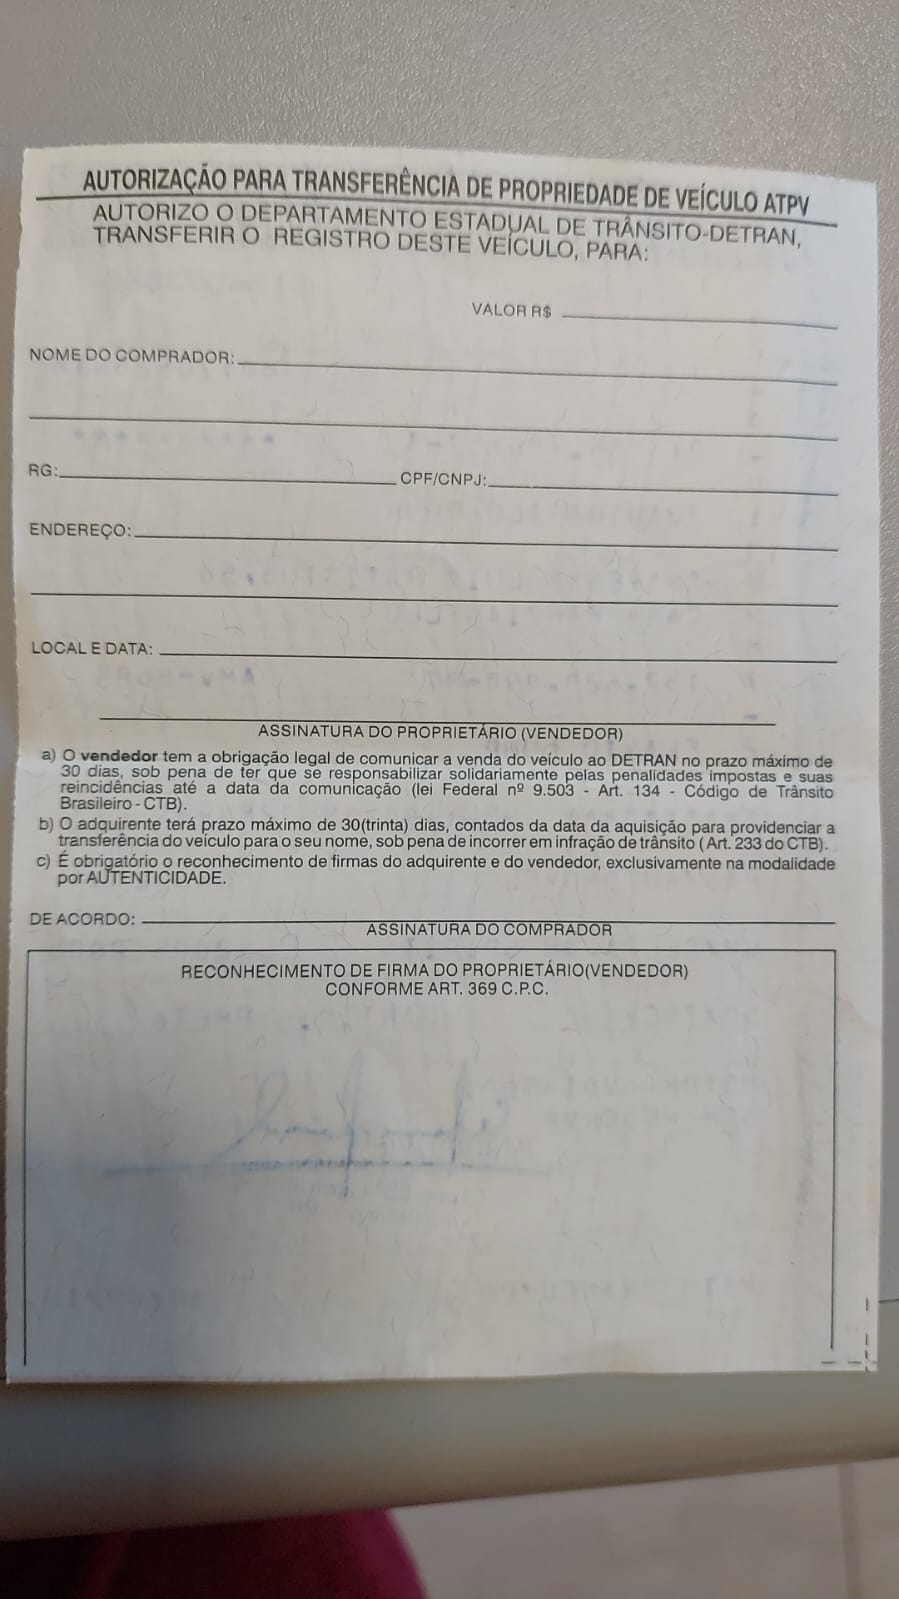 AUTORIZAÇÃO PARA TRANSFERÊNCIA DE PROPRIEDADE DE VEÍCULO ATPV
AUTORIZO O DEPARTAMENTO ESTADUAL DE TRÂNSITO-DETRAN,
TRANSFERIR O REGISTRO DESTE VEÍCULO, PARA:
VALOR R$
NOME DO COMPRADOR:
RG: CPF/CNPJ:
ENDEREÇO:
LOCAL E DATA:
ASSINATURA DO PROPRIETÁRIO (VENDEDOR)
a) O vendedor tem a obrigação legal de comunicar a venda do veículo ao DETRAN no prazo máximo de
30 dias, sob pena de ter que se responsabilizar solidariamente pelas penalidades impostas e suas
reincidências até a data da comunicação (lei Federal nº 9.503 - Art. 134 - Código de Trânsito
Brasileiro - CTB).
b) O adquirente terá prazo máximo de 30(trinta) dias, contados da data da aquisição para providenciar a
transferência do veículo para o seu nome, sob pena de incorrer em infração de trânsito ( Art. 233 do CTB).
c) É obrigatório o reconhecimento de firmas do adquirente e do vendedor, exclusivamente na modalidade
por AUTENTICIDADE.
DE ACORDO:
ASSINATURA DO COMPRADOR
RECONHECIMENTO DE FIRMA DO PROPRIETÁRIO(VENDEDOR)
CONFORME ART. 369 C.P.C.